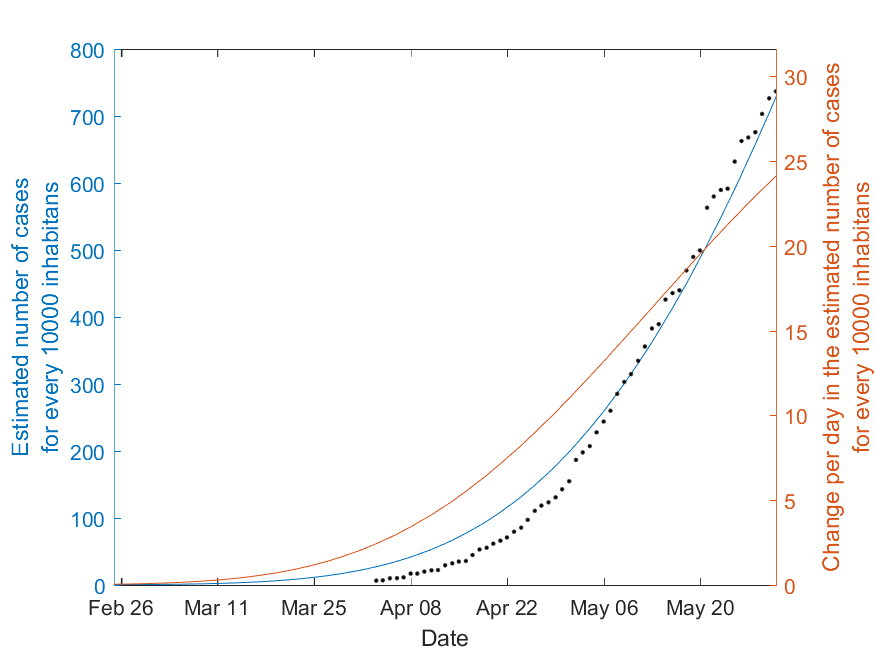 800
700
600
500
400
300
200
100
0
Estimated number of cases
for every 10000 inhabitans
30
25
20
15
10
5
0
Change per day in the estimated number of cases
for every 10000 inhabitans
Feb 26 Mar 11 Mar 25 Apr 08 Apr 22 May 06 May 20
Date